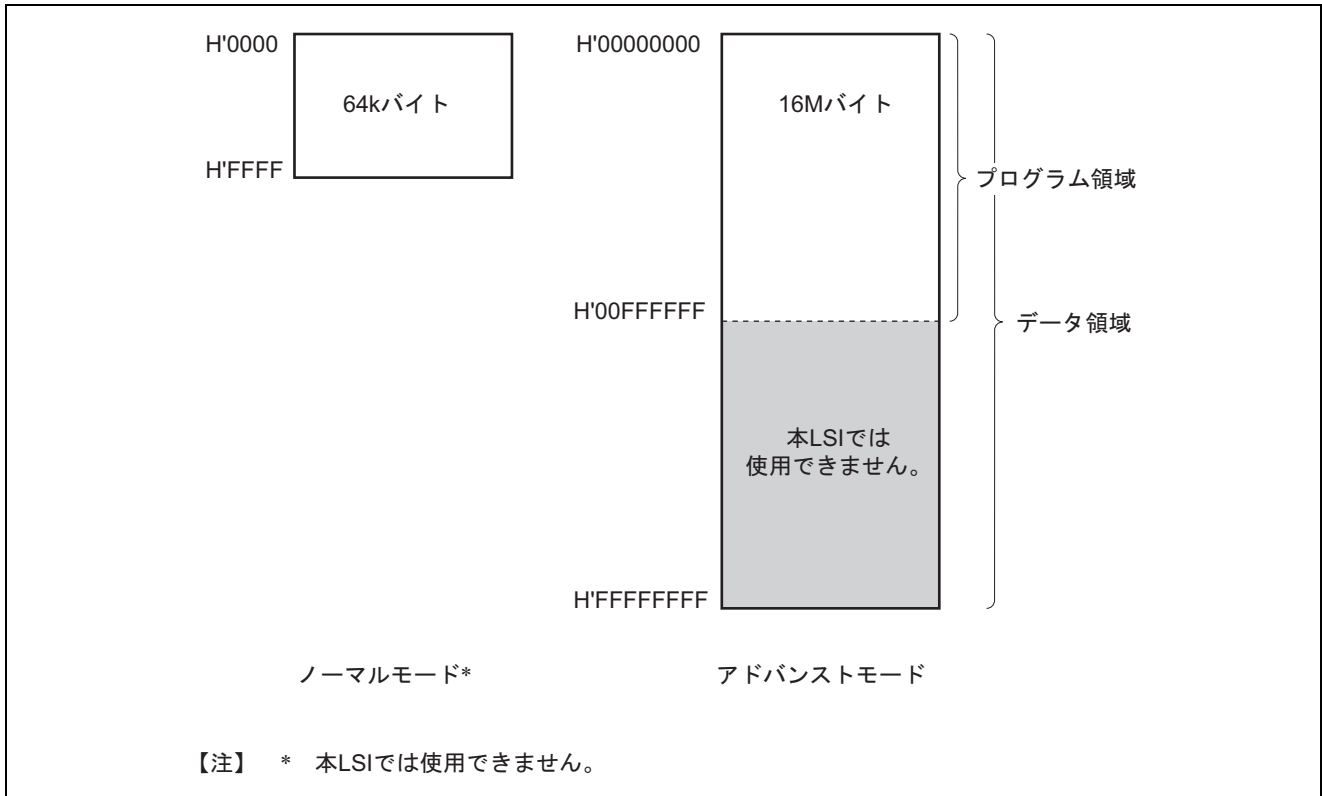 H'0000
64kバイト
H'FFFF
H'00000000
16Mバイト
プログラム領域
H'00FFFFFF
データ領域
本LSIでは
使用できません。
H'FFFFFFFF
ノーマルモード*
アドバンストモード
【注】 * 本LSIでは使用できません。